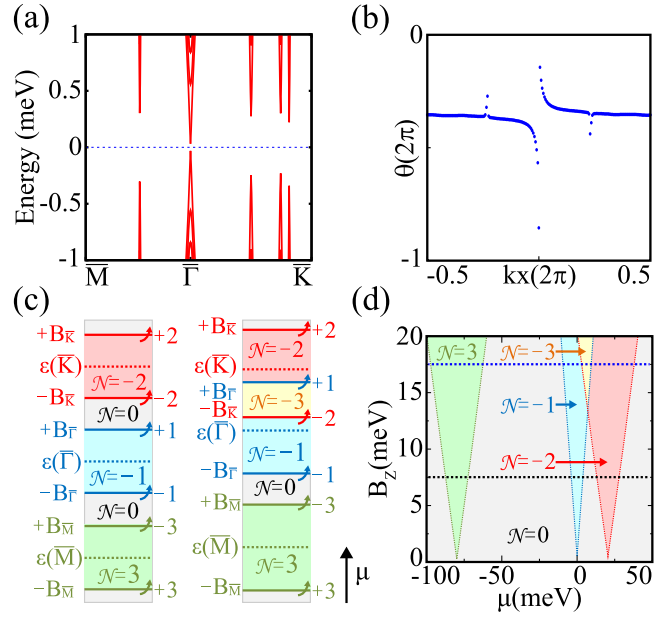 (a)
1
0.5
0
-0.5
-1
Energy (meV)
M̅ Γ̅ K̅
(b)
0
-1
θ(2π)
-0.5 kx(2π) 0.5
(c)
+B_K̅ +2
ε(K̅)
𝒩=−2
−B_K̅ −2
𝒩=0
+B_Γ̅ +1
ε(Γ̅)
𝒩=−1
−B_Γ̅ −1
𝒩=0
+B_M̅ −3
ε(M̅)
𝒩=3
−B_M̅ +3
+B_K̅ +2
𝒩=−2
ε(K̅)
+B_Γ̅ +1
𝒩=−3
−B_K̅ −2
ε(Γ̅)
𝒩=−1
−B_Γ̅ −1
𝒩=0
+B_M̅ −3
ε(M̅)
𝒩=3
−B_M̅ +3
μ
(d)
20
15
10
5
0
B_Z(meV)
𝒩=3
𝒩=−3
𝒩=−1
𝒩=−2
𝒩=0
-100 -50 0 50
μ(meV)